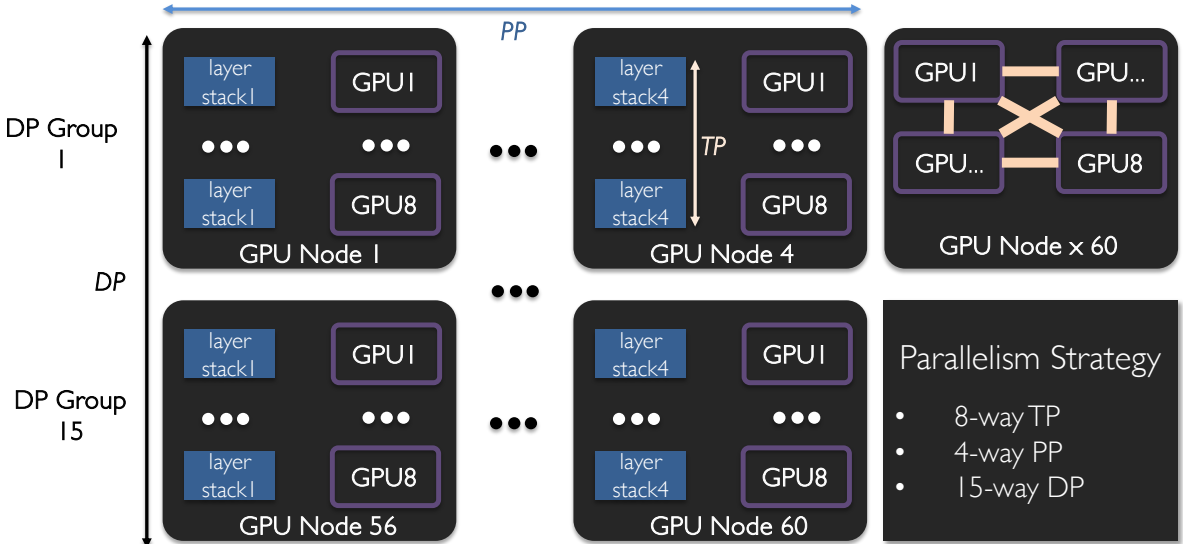 PP
DP Group
1
layer
stack1
GPU1
layer
stack1
GPU8
GPU Node 1
layer
stack4
GPU1
TP
layer
stack4
GPU8
GPU Node 4
GPU1
GPU...
GPU...
GPU8
GPU Node x 60
DP
DP Group
15
layer
stack1
GPU1
layer
stack1
GPU8
GPU Node 56
layer
stack4
GPU1
layer
stack4
GPU8
GPU Node 60
Parallelism Strategy
• 8-way TP
• 4-way PP
• 15-way DP